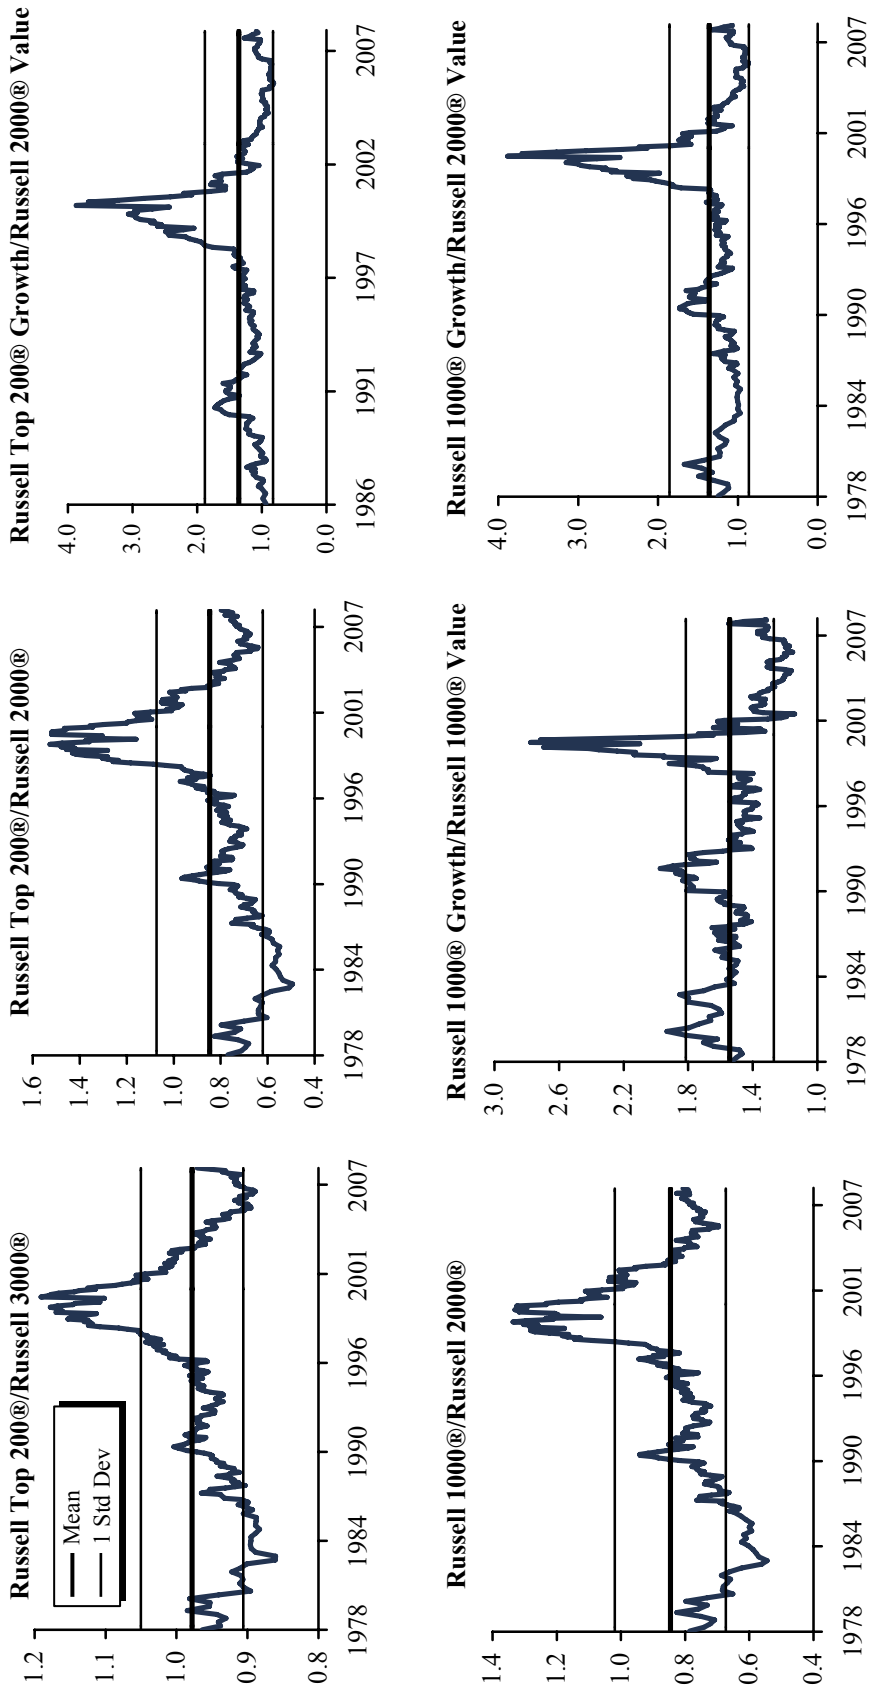 Russell Top 200®/Russell 3000®
1.2
1.1
1.0
0.9
0.8
Mean
1 Std Dev
1978 1984 1990 1996 2001 2007
Russell Top 200®/Russell 2000®
1.6
1.4
1.2
1.0
0.8
0.6
0.4
1978 1984 1990 1996 2001 2007
Russell Top 200® Growth/Russell 2000® Value
4.0
3.0
2.0
1.0
0.0
1986 1991 1997 2002 2007
Russell 1000®/Russell 2000®
1.4
1.2
1.0
0.8
0.6
0.4
1978 1984 1990 1996 2001 2007
Russell 1000® Growth/Russell 1000® Value
3.0
2.6
2.2
1.8
1.4
1.0
1978 1984 1990 1996 2001 2007
Russell 1000® Growth/Russell 2000® Value
4.0
3.0
2.0
1.0
0.0
1978 1984 1990 1996 2001 2007